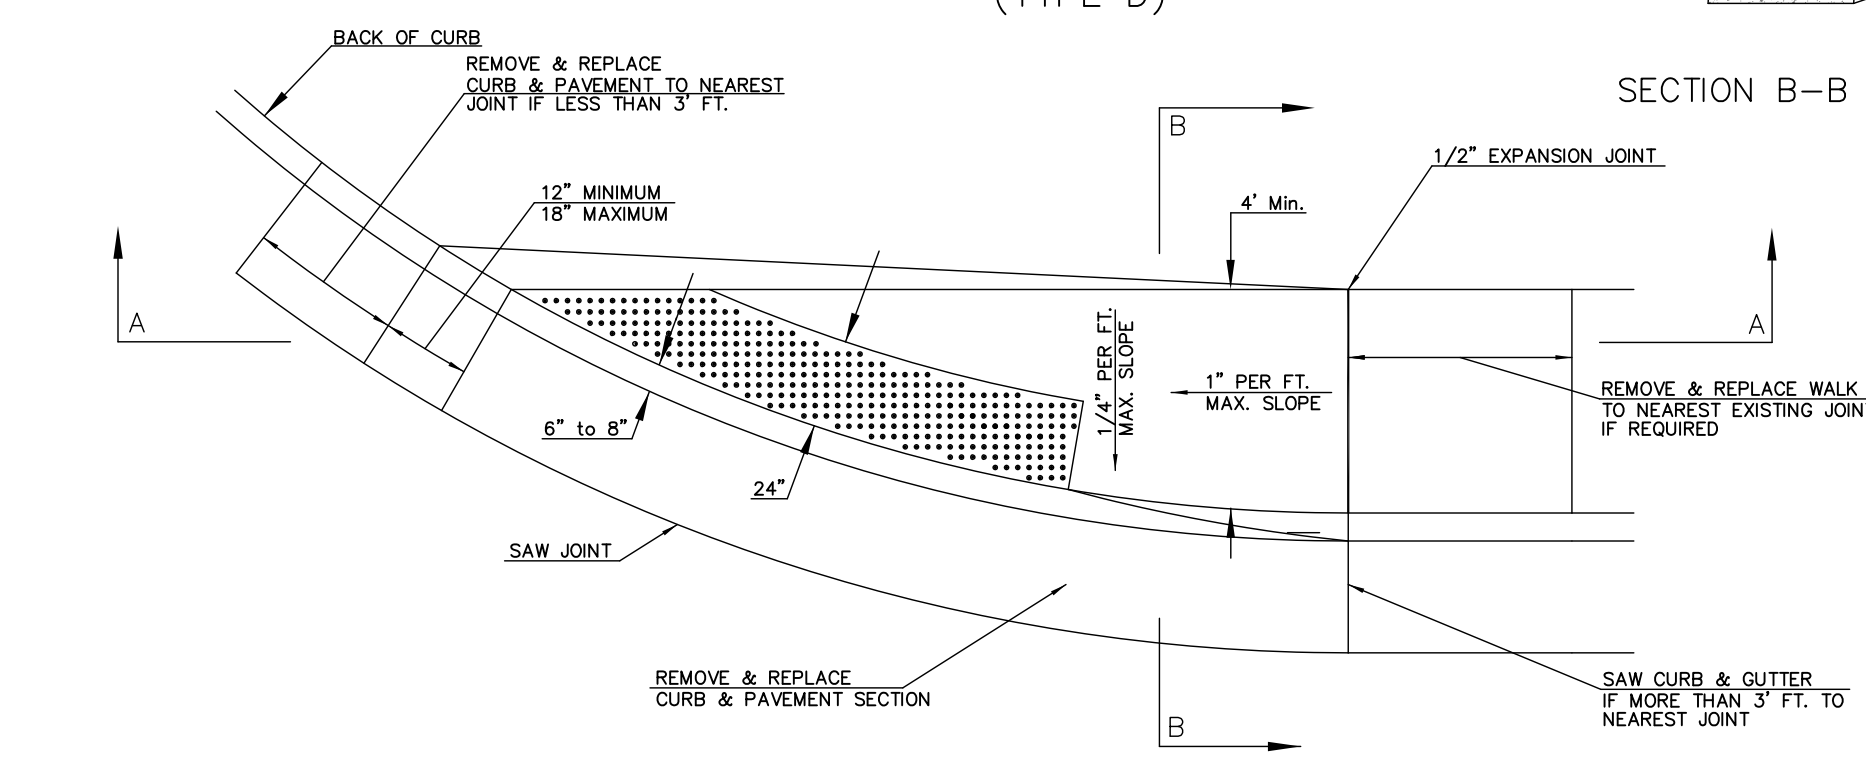 (TYPE D)
BACK OF CURB
REMOVE & REPLACE
CURB & PAVEMENT TO NEAREST
JOINT IF LESS THAN 3' FT.
SECTION B-B
B
1/2" EXPANSION JOINT
12" MINIMUM
18" MAXIMUM
4' Min.
A
A
1/4" PER FT.
MAX. SLOPE
1" PER FT.
MAX. SLOPE
REMOVE & REPLACE WALK
TO NEAREST EXISTING JOINT
IF REQUIRED
6" to 8"
24"
SAW JOINT
REMOVE & REPLACE
CURB & PAVEMENT SECTION
SAW CURB & GUTTER
IF MORE THAN 3' FT. TO
NEAREST JOINT
B